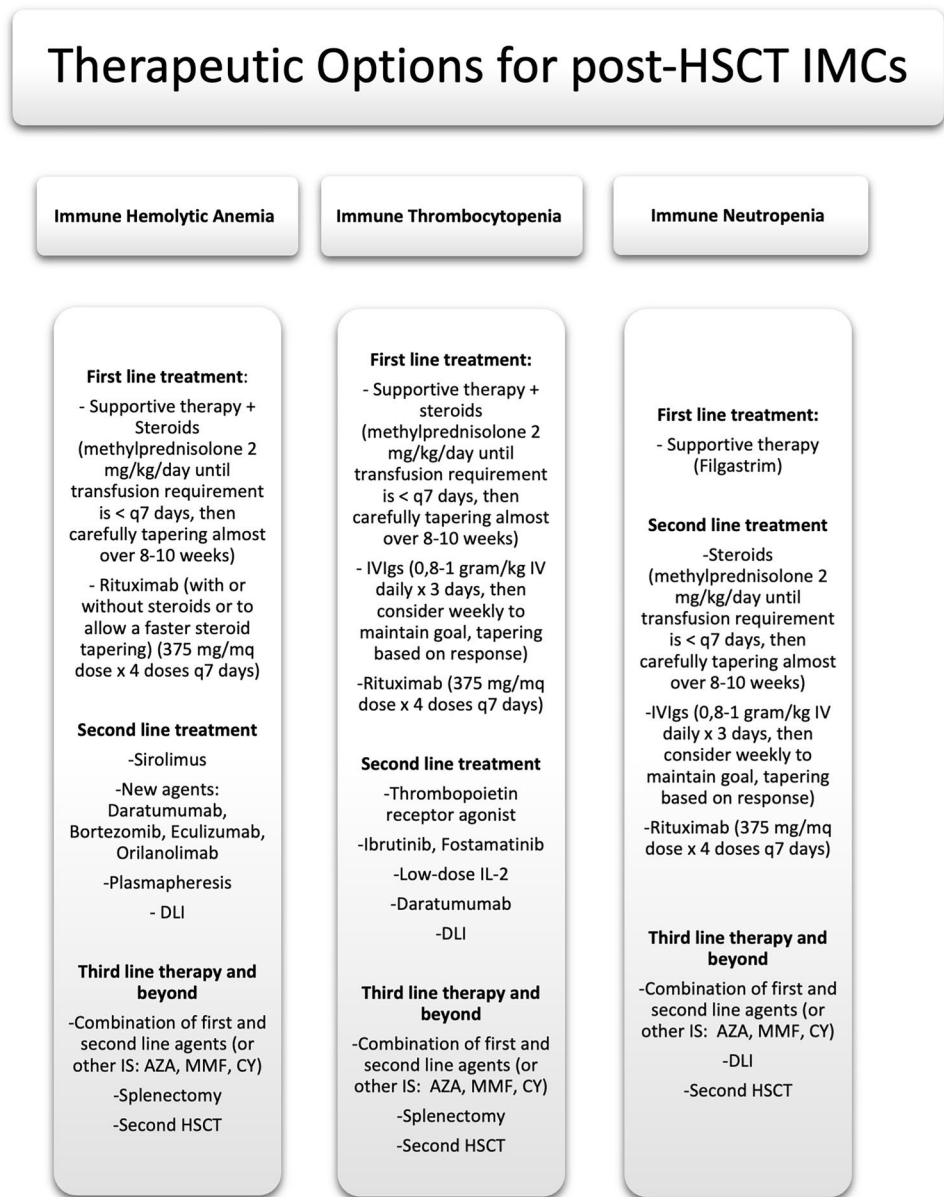 Therapeutic Options for post-HSCT IMCs
Immune Hemolytic Anemia
First line treatment:
- Supportive therapy +
Steroids
(methylprednisolone 2
mg/kg/day until
transfusion requirement
is < q7 days, then
carefully tapering almost
over 8-10 weeks)
- Rituximab (with or
without steroids or to
allow a faster steroid
tapering) (375 mg/mq
dose x 4 doses q7 days)
Second line treatment
-Sirolimus
-New agents:
Daratumumab,
Bortezomib, Eculizumab,
Orilanolimab
-Plasmapheresis
- DLI
Third line therapy and
beyond
-Combination of first and
second line agents (or
other IS: AZA, MMF, CY)
-Splenectomy
-Second HSCT
Immune Thrombocytopenia
First line treatment:
- Supportive therapy +
steroids
(methylprednisolone 2
mg/kg/day until
transfusion requirement
is < q7 days, then
carefully tapering almost
over 8-10 weeks)
- IVIgs (0,8-1 gram/kg IV
daily x 3 days, then
consider weekly to
maintain goal, tapering
based on response)
-Rituximab (375 mg/mq
dose x 4 doses q7 days)
Second line treatment
-Thrombopoietin
receptor agonist
-Ibrutinib, Fostamatinib
-Low-dose IL-2
-Daratumumab
-DLI
Third line therapy and
beyond
-Combination of first and
second line agents (or
other IS: AZA, MMF, CY)
-Splenectomy
-Second HSCT
Immune Neutropenia
First line treatment:
- Supportive therapy
(Filgastrim)
Second line treatment
-Steroids
(methylprednisolone 2
mg/kg/day until
transfusion requirement
is < q7 days, then
carefully tapering almost
over 8-10 weeks)
-IVIgs (0,8-1 gram/kg IV
daily x 3 days, then
consider weekly to
maintain goal, tapering
based on response)
-Rituximab (375 mg/mq
dose x 4 doses q7 days)
Third line therapy and
beyond
-Combination of first and
second line agents (or
other IS: AZA, MMF, CY)
-DLI
-Second HSCT